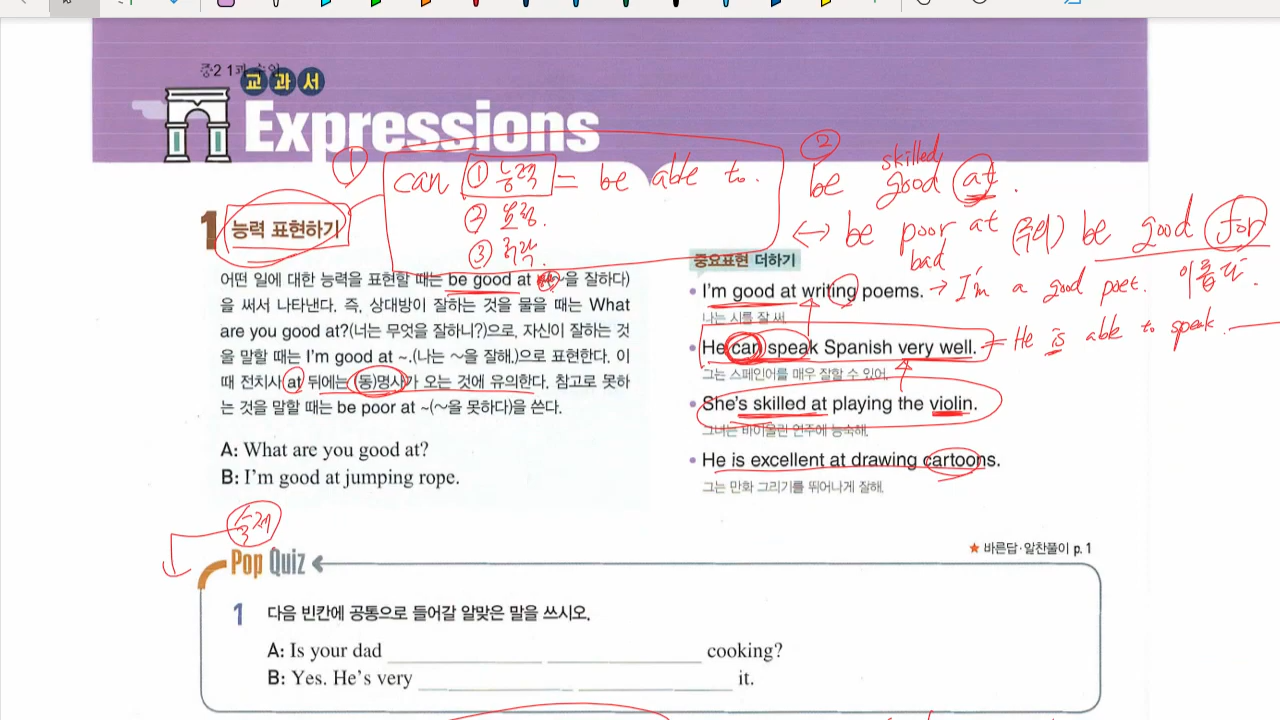 중2 1과 수업
교과서
Expressions
①
can ① 능력 = be able to.
②
③ 허락
②
skilled
be good at.
↔ be poor at (주의) be good for
bad
이롭다.
1 능력 표현하기
어떤 일에 대한 능력을 표현할 때는 be good at ~(~을 잘하다)
을 써서 나타낸다. 즉, 상대방이 잘하는 것을 물을 때는 What
are you good at?(너는 무엇을 잘하니?)으로, 자신이 잘하는 것
을 말할 때는 I'm good at ~.(나는 ~을 잘해.)으로 표현한다. 이
때 전치사 at 뒤에는 (동)명사가 오는 것에 유의한다. 참고로 못하
는 것을 말할 때는 be poor at ~(~을 못하다)을 쓴다.
A: What are you good at?
B: I'm good at jumping rope.
중요표현 더하기
• I'm good at writing poems. → I'm a good poet.
나는 시를 잘 써.
• He can speak Spanish very well. = He is able to speak
그는 스페인어를 매우 잘할 수 있어.
• She's skilled at playing the violin.
그녀는 바이올린 연주에 능숙해.
• He is excellent at drawing cartoons.
그는 만화 그리기를 뛰어나게 잘해.
숙제
Pop Quiz
★ 바른답·알찬풀이 p. 1
1 다음 빈칸에 공통으로 들어갈 알맞은 말을 쓰시오.
A: Is your dad ________ ________ cooking?
B: Yes. He's very ________ ________ it.